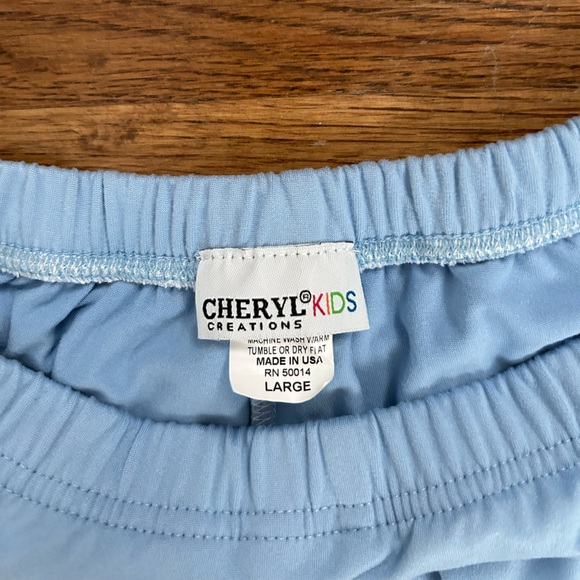 CHERYL® KIDS
CREATIONS
MACHINE WASH WARM
TUMBLE OR DRY FLAT
MADE IN USA
RN 50014
LARGE